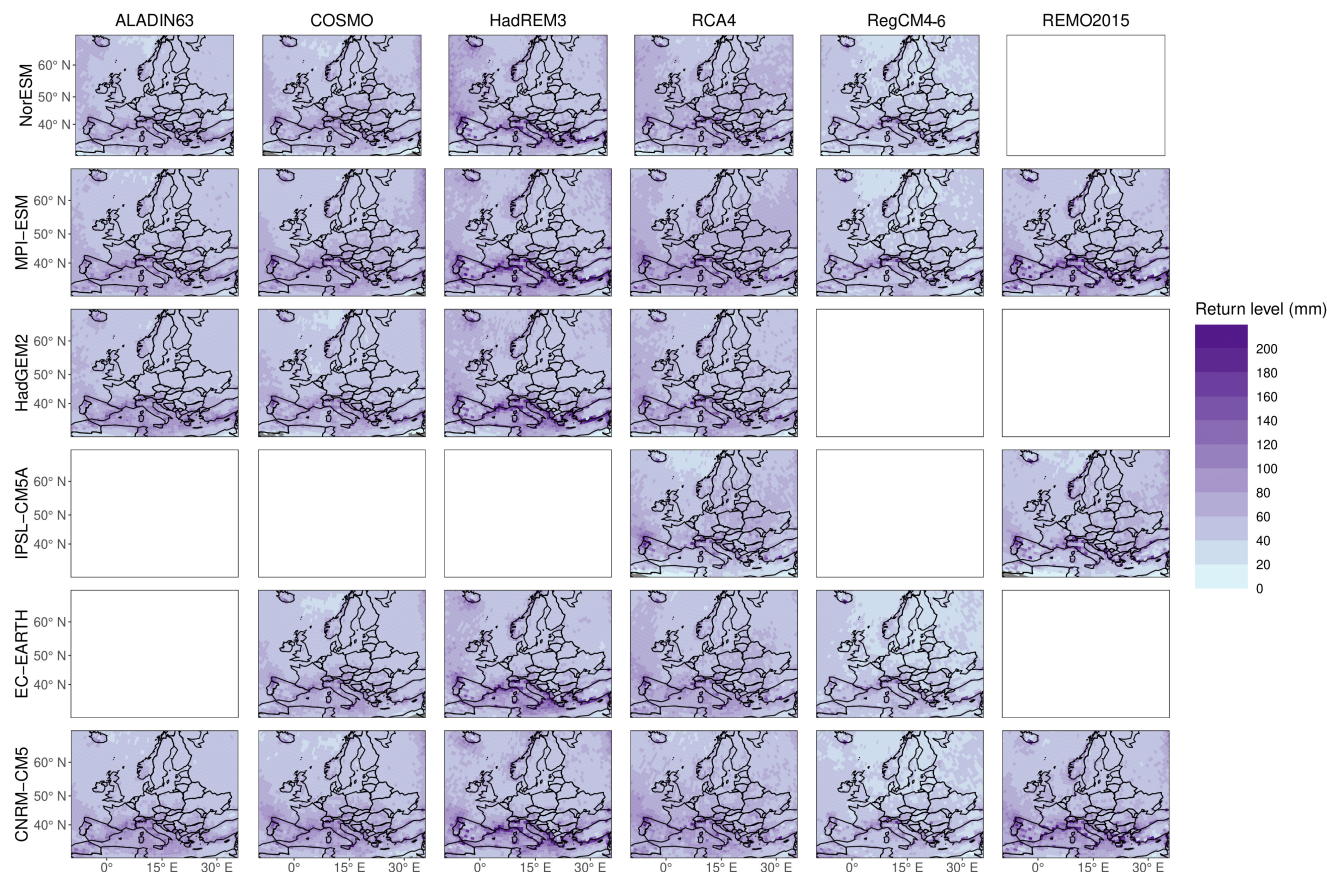 ALADIN63 COSMO HadREM3 RCA4 RegCM4-6 REMO2015
NorESM
60° N
50° N
40° N
MPI−ESM
60° N
50° N
40° N
HadGEM2
60° N
50° N
40° N
IPSL−CM5A
60° N
50° N
40° N
EC−EARTH
60° N
50° N
40° N
CNRM−CM5
60° N
50° N
40° N
0° 15° E 30° E 0° 15° E 30° E 0° 15° E 30° E 0° 15° E 30° E 0° 15° E 30° E 0° 15° E 30° E
Return level (mm)
200
180
160
140
120
100
80
60
40
20
0